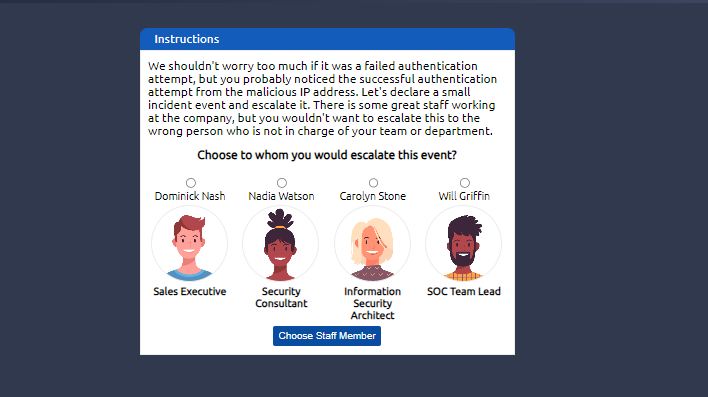 Instructions
We shouldn't worry too much if it was a failed authentication
attempt, but you probably noticed the successful authentication
attempt from the malicious IP address. Let's declare a small
incident event and escalate it. There is some great staff working
at the company, but you wouldn't want to escalate this to the
wrong person who is not in charge of your team or department.
Choose to whom you would escalate this event?
Dominick Nash
Nadia Watson
Carolyn Stone
Will Griffin
Sales Executive
Security
Consultant
Information
Security
Architect
SOC Team Lead
Choose Staff Member